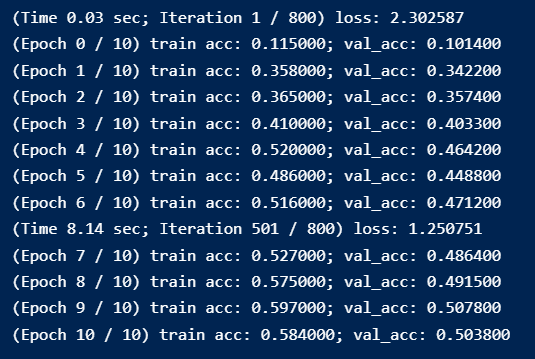 (Time 0.03 sec; Iteration 1 / 800) loss: 2.302587
(Epoch 0 / 10) train acc: 0.115000; val_acc: 0.101400
(Epoch 1 / 10) train acc: 0.358000; val_acc: 0.342200
(Epoch 2 / 10) train acc: 0.365000; val_acc: 0.357400
(Epoch 3 / 10) train acc: 0.410000; val_acc: 0.403300
(Epoch 4 / 10) train acc: 0.520000; val_acc: 0.464200
(Epoch 5 / 10) train acc: 0.486000; val_acc: 0.448800
(Epoch 6 / 10) train acc: 0.516000; val_acc: 0.471200
(Time 8.14 sec; Iteration 501 / 800) loss: 1.250751
(Epoch 7 / 10) train acc: 0.527000; val_acc: 0.486400
(Epoch 8 / 10) train acc: 0.575000; val_acc: 0.491500
(Epoch 9 / 10) train acc: 0.597000; val_acc: 0.507800
(Epoch 10 / 10) train acc: 0.584000; val_acc: 0.503800